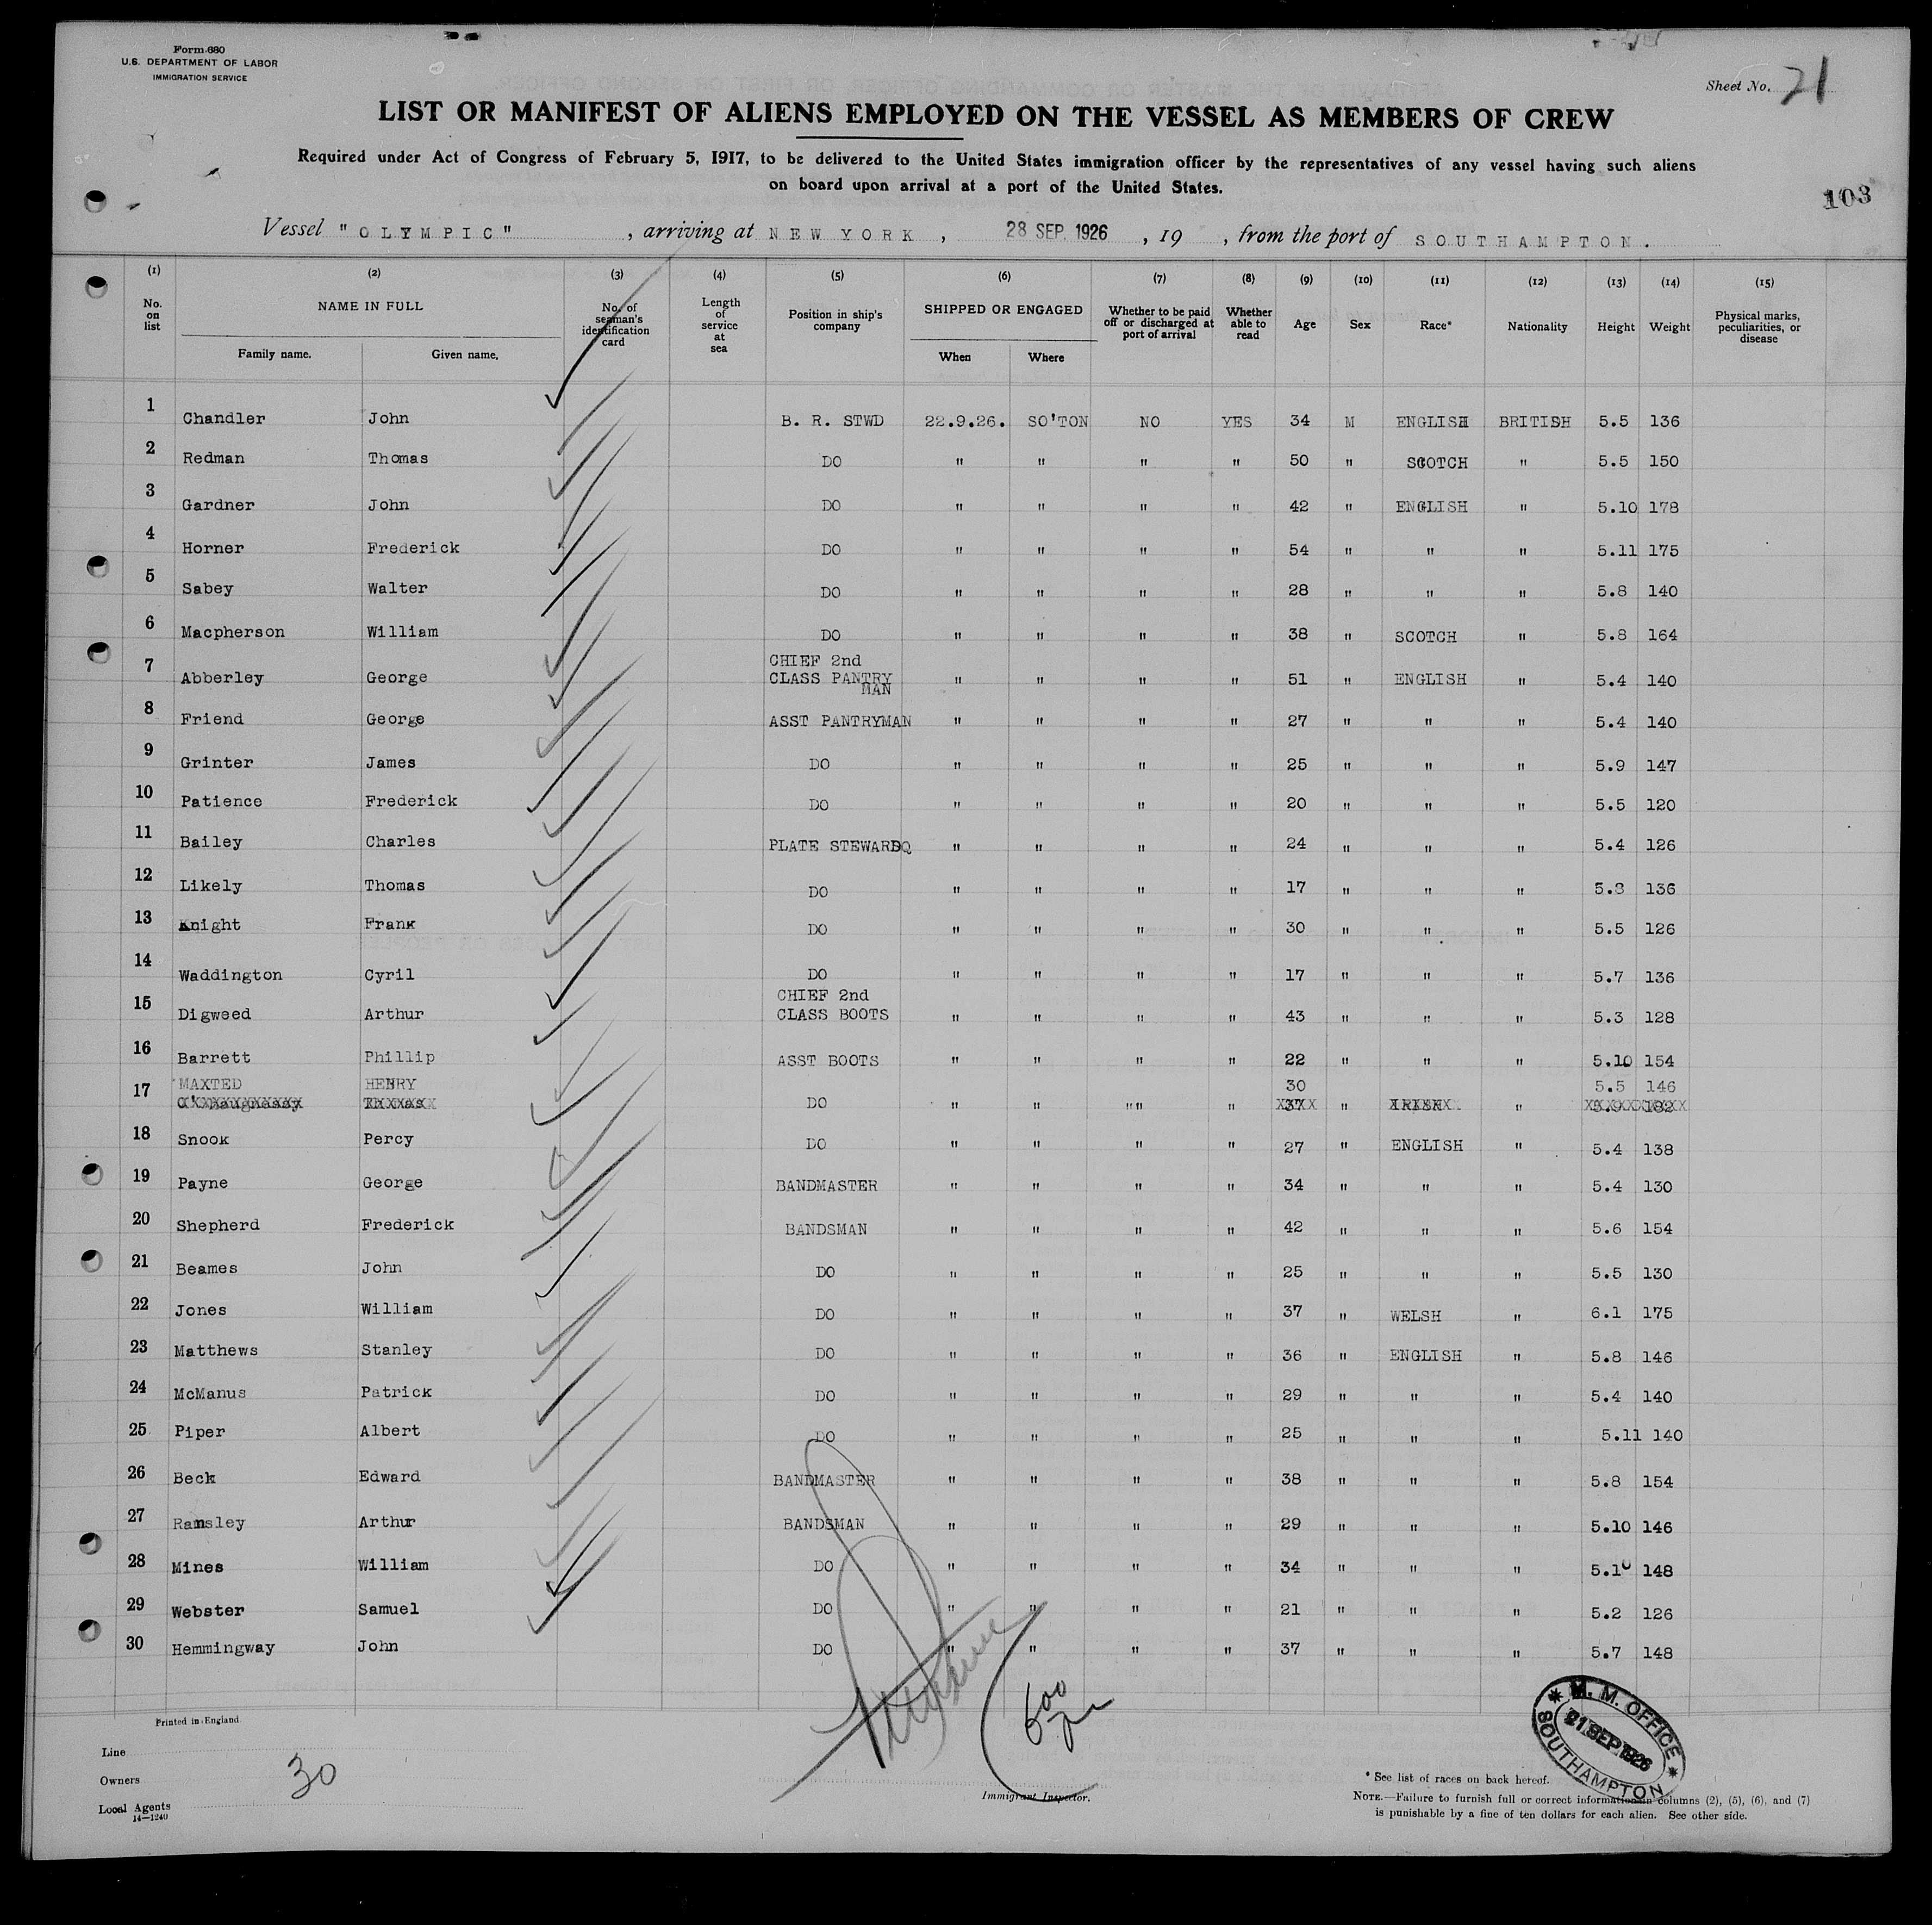 Form 680
U.S. DEPARTMENT OF LABOR
IMMIGRATION SERVICE
Sheet No. 21
LIST OR MANIFEST OF ALIENS EMPLOYED ON THE VESSEL AS MEMBERS OF CREW
Required under Act of Congress of February 5, 1917, to be delivered to the United States immigration officer by the representatives of any vessel having such aliens
on board upon arrival at a port of the United States.
103
Vessel "OLYMPIC" , arriving at NEW YORK , 28 SEP. 1926 , 19 , from the port of SOUTHAMPTON.
(1) (2) (3) (4) (5) (6) (7) (8) (9) (10) (11) (12) (13) (14) (15)
No. on list NAME IN FULL Family name. Given name. No. of seaman's identification card Length of service at sea Position in ship's company SHIPPED OR ENGAGED When Where Whether to be paid off or discharged at port of arrival Whether able to read Age Sex Race* Nationality Height Weight Physical marks, peculiarities, or disease
1 Chandler John B. R. STWD 22.9.26. SO'TON NO YES 34 M ENGLISH BRITISH 5.5 136
2 Redman Thomas DO " " " " 50 " SCOTCH " 5.5 150
3 Gardner John DO " " " " 42 " ENGLISH " 5.10 178
4 Horner Frederick DO " " " " 54 " " " 5.11 175
5 Sabey Walter DO " " " " 28 " " " 5.8 140
6 Macpherson William DO " " " " 38 " SCOTCH " 5.8 164
7 Abberley George CHIEF 2nd CLASS PANTRY MAN " " " " 51 " ENGLISH " 5.4 140
8 Friend George ASST PANTRYMAN " " " " 27 " " " 5.4 140
9 Grinter James DO " " " " 25 " " " 5.9 147
10 Patience Frederick DO " " " " 20 " " " 5.5 120
11 Bailey Charles PLATE STEWARD " " " " 24 " " " 5.4 126
12 Likely Thomas DO " " " " 17 " " " 5.8 136
13 Knight Frank DO " " " " 30 " " " 5.5 126
14 Waddington Cyril DO " " " " 17 " " " 5.7 136
15 Digweed Arthur CHIEF 2nd CLASS BOOTS " " " " 43 " " " 5.3 128
16 Barrett Phillip ASST BOOTS " " " " 22 " " " 5.10 154
MAXTED HENRY 30 5.5 146
17 DO " " "" " 37 " IRISH " 5.9 182
18 Snook Percy DO " " " " 27 " ENGLISH " 5.4 138
19 Payne George BANDMASTER " " " " 34 " " " 5.4 130
20 Shepherd Frederick BANDSMAN " " " " 42 " " " 5.6 154
21 Beames John DO " " " " 25 " " " 5.5 130
22 Jones William DO " " " " 37 " WELSH " 6.1 175
23 Matthews Stanley DO " " " " 36 " ENGLISH " 5.8 146
24 McManus Patrick DO " " " " 29 " " " 5.4 140
25 Piper Albert DO " " " " 25 " " " 5.11 140
26 Beck Edward BANDMASTER " " " " 38 " " " 5.8 154
27 Ramsley Arthur BANDSMAN " " " " 29 " " " 5.10 146
28 Mines William DO " " " " 34 " " " 5.10 148
29 Webster Samuel DO " " " " 21 " " " 5.2 126
30 Hemmingway John DO " " " " 37 " " " 5.7 148
Printed in England.
Line
Owners 30
Local Agents
14—1240
600
Immigrant Inspector.
M. M. OFFICE
21 SEP 1926
SOUTHAMPTON
* See list of races on back hereof.
NOTE.—Failure to furnish full or correct information in columns (2), (5), (6), and (7)
is punishable by a fine of ten dollars for each alien. See other side.